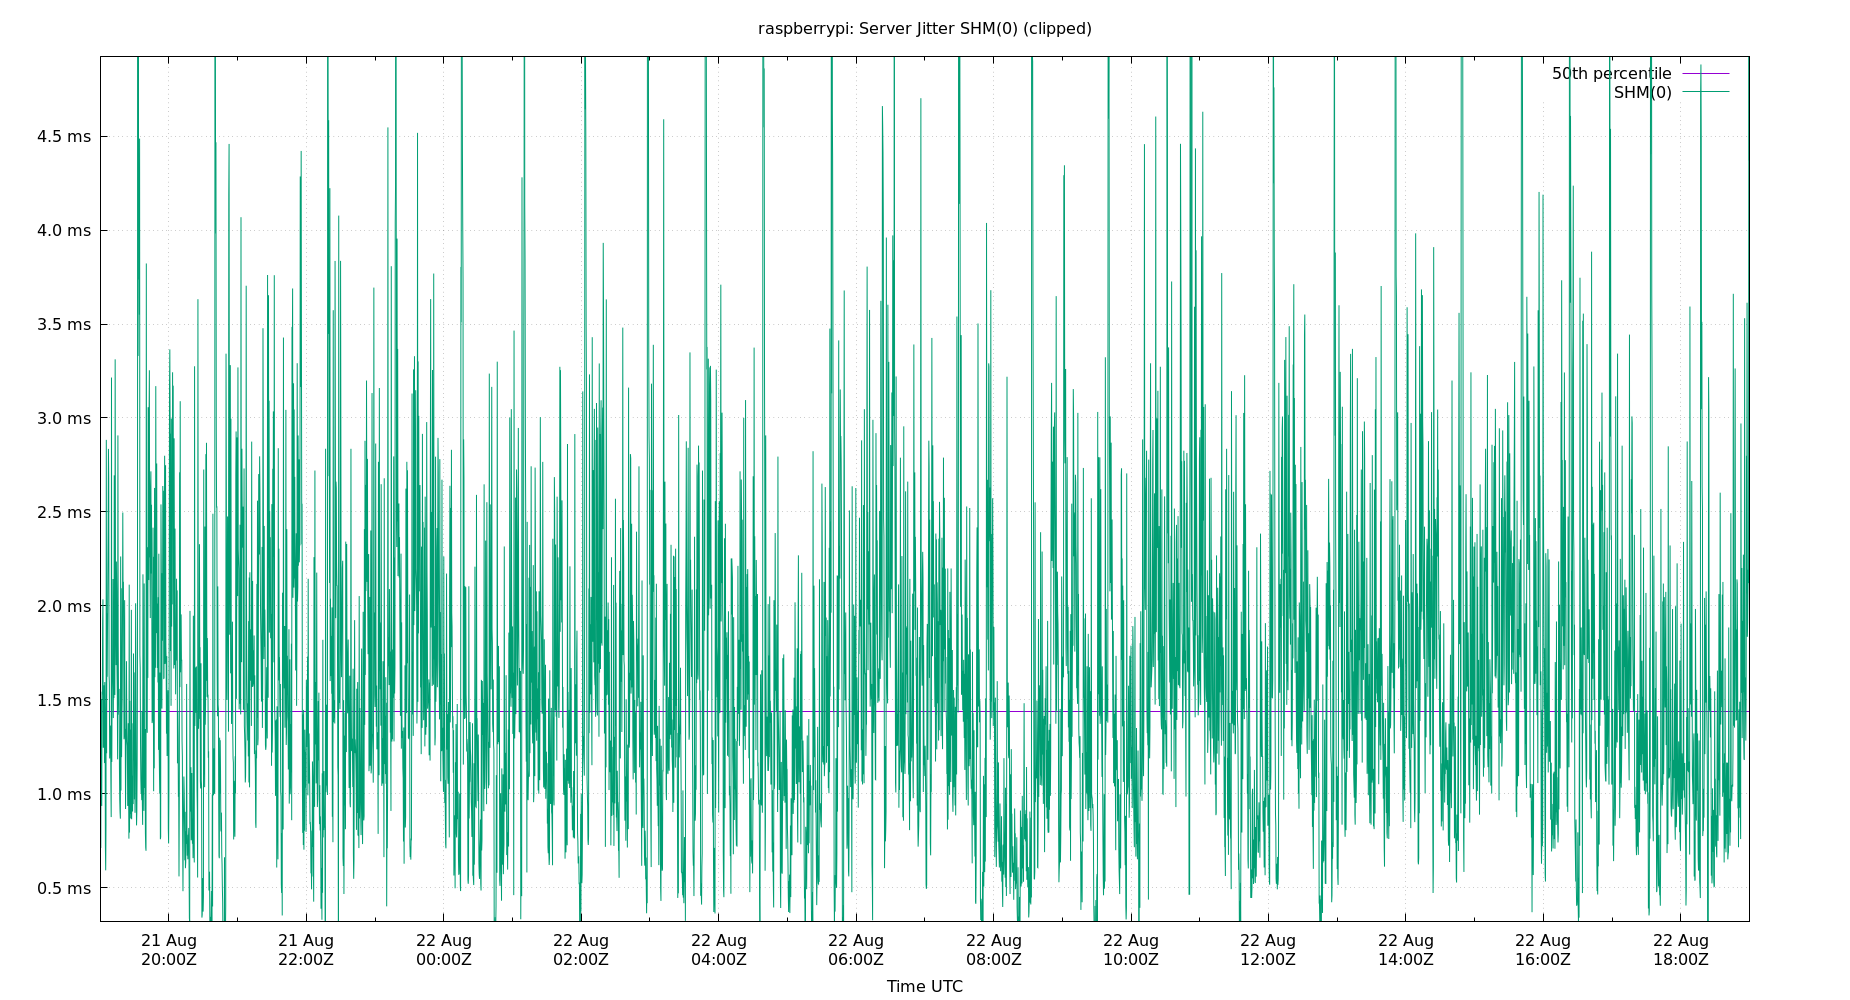 raspberrypi: Server Jitter SHM(0) (clipped)
50th percentile
SHM(0)
4.5 ms
4.0 ms
3.5 ms
3.0 ms
2.5 ms
2.0 ms
1.5 ms
1.0 ms
0.5 ms
21 Aug 21 Aug 22 Aug 22 Aug 22 Aug 22 Aug 22 Aug 22 Aug 22 Aug 22 Aug 22 Aug 22 Aug
20:00Z 22:00Z 00:00Z 02:00Z 04:00Z 06:00Z 08:00Z 10:00Z 12:00Z 14:00Z 16:00Z 18:00Z
Time UTC